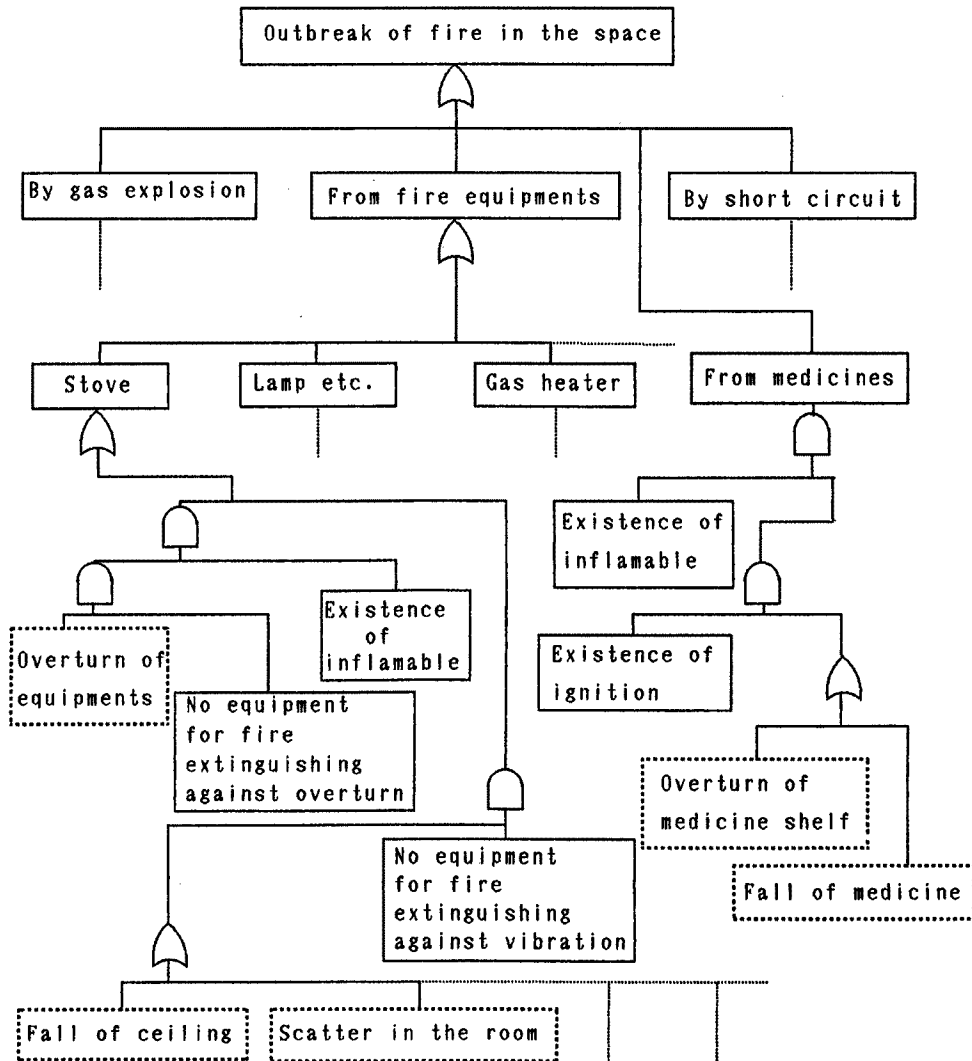 Outbreak of fire in the space
By gas explosion
From fire equipments
By short circuit
Stove
Lamp etc.
Gas heater
From medicines
Existence of
inflamable
Existence
of
inflamable
Overturn of
equipments
No equipment
for fire
extinguishing
against overturn
Existence of
ignition
Overturn of
medicine shelf
Fall of medicine
No equipment
for fire
extinguishing
against vibration
Fall of ceiling
Scatter in the room